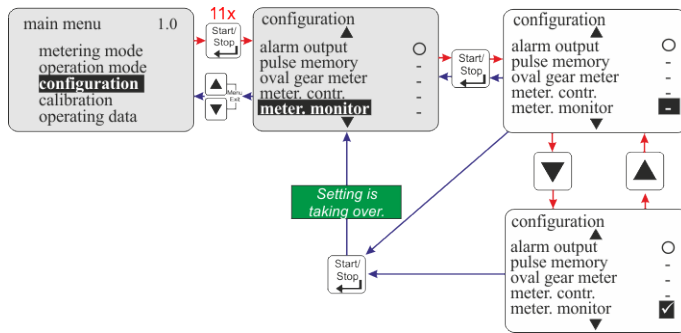 main menu 1.0
metering mode
operation mode
configuration
calibration
operating data
11x
Start/
Stop
Menu
Exit
configuration
alarm output
pulse memory -
oval gear meter -
meter. contr. -
meter. monitor -
Start/
Stop
configuration
alarm output
pulse memory -
oval gear meter -
meter. contr. -
meter. monitor -
Setting is
taking over.
Start/
Stop
configuration
alarm output
pulse memory -
oval gear meter -
meter. contr. -
meter. monitor ✓